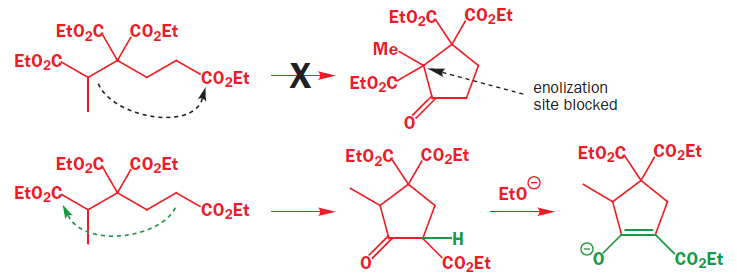 EtO₂C CO₂Et
EtO₂C
CO₂Et
X
EtO₂C CO₂Et
Me
EtO₂C
O
enolization
site blocked
EtO₂C CO₂Et
EtO₂C
CO₂Et
EtO₂C CO₂Et
H
O
CO₂Et
EtO⊖
EtO₂C CO₂Et
⊖O
CO₂Et